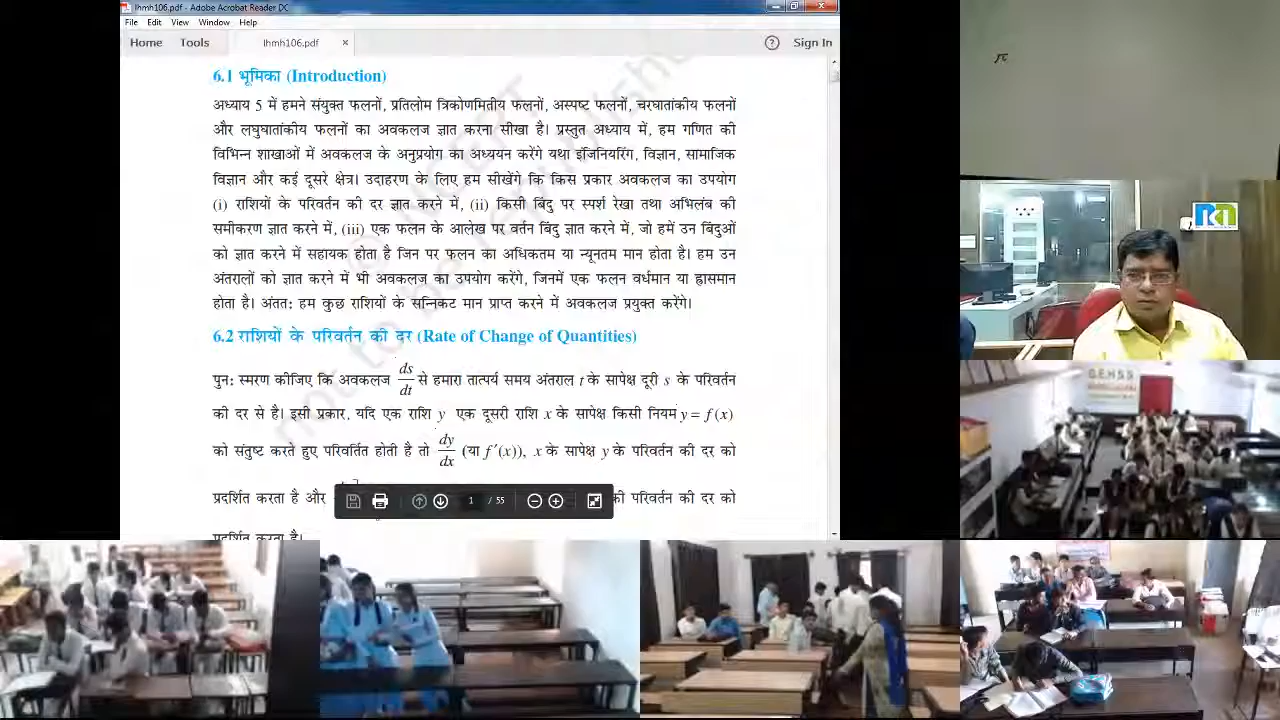 lhmh106.pdf - Adobe Acrobat Reader DC
File Edit View Window Help
Home Tools lhmh106.pdf × ? Sign In
6.1 भूमिका (Introduction)
अध्याय 5 में हमने संयुक्त फलनों, प्रतिलोम त्रिकोणमितीय फलनों, अस्पष्ट फलनों, चरघातांकीय फलनों
और लघुघातांकीय फलनों का अवकलज ज्ञात करना सीखा है। प्रस्तुत अध्याय में, हम गणित की
विभिन्न शाखाओं में अवकलज के अनुप्रयोग का अध्ययन करेंगे यथा इंजिनियरिंग, विज्ञान, सामाजिक
विज्ञान और कई दूसरे क्षेत्र। उदाहरण के लिए हम सीखेंगे कि किस प्रकार अवकलज का उपयोग
(i) राशियों के परिवर्तन की दर ज्ञात करने में, (ii) किसी बिंदु पर स्पर्श रेखा तथा अभिलंब की
समीकरण ज्ञात करने में, (iii) एक फलन के आलेख पर वर्तन बिंदु ज्ञात करने में, जो हमें उन बिंदुओं
को ज्ञात करने में सहायक होता है जिन पर फलन का अधिकतम या न्यूनतम मान होता है। हम उन
अंतरालों को ज्ञात करने में भी अवकलज का उपयोग करेंगे, जिनमें एक फलन वर्धमान या ह्रासमान
होता है। अंतत: हम कुछ राशियों के सन्निकट मान प्राप्त करने में अवकलज प्रयुक्त करेंगे।
6.2 राशियों के परिवर्तन की दर (Rate of Change of Quantities)
पुन: स्मरण कीजिए कि अवकलज ds/dt से हमारा तात्पर्य समय अंतराल t के सापेक्ष दूरी s के परिवर्तन
की दर से है। इसी प्रकार, यदि एक राशि y एक दूसरी राशि x के सापेक्ष किसी नियम y = f (x)
को संतुष्ट करते हुए परिवर्तित होती है तो dy/dx (या f′(x)), x के सापेक्ष y के परिवर्तन की दर को
प्रदर्शित करता है और की परिवर्तन की दर को
1 / 55
प्रदर्शित करता है।
GEHSS